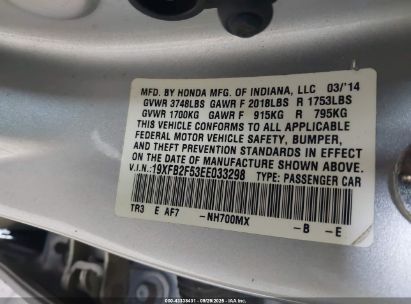 MFD. BY HONDA MFG. OF INDIANA, LLC 03/'14
GVWR 3748LBS GAWR F 2018LBS R 1753LBS
GVWR 1700KG GAWR F 915KG R 795KG
THIS VEHICLE CONFORMS TO ALL APPLICABLE
FEDERAL MOTOR VEHICLE SAFETY, BUMPER,
AND THEFT PREVENTION STANDARDS IN EFFECT
ON THE DATE OF MANUFACTURE SHOWN ABOVE.
V.I.N.: 19XFB2F53EE033298 TYPE: PASSENGER CAR
TR3 E AF7 -NH700MX -B -E